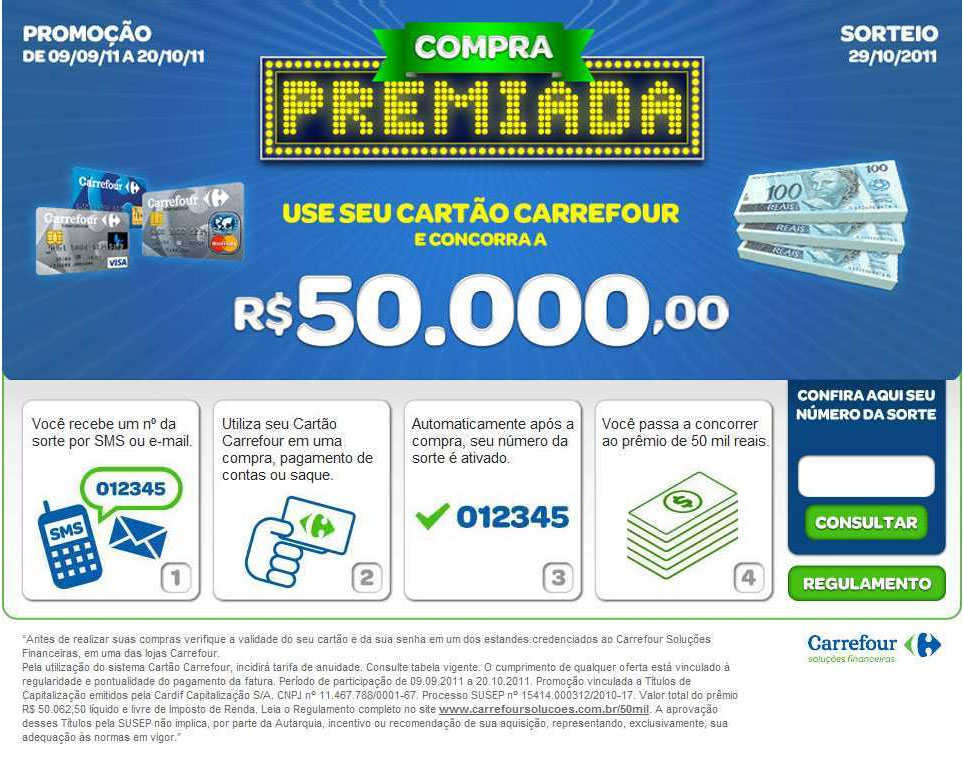 PROMOÇÃO
DE 09/09/11 A 20/10/11
COMPRA
PREMIADA
SORTEIO
29/10/2011
Carrefour
Carrefour
Carrefour
VISA
MasterCard
100
100
REAIS
REAIS
REAIS
USE SEU CARTÃO CARREFOUR
E CONCORRA A
R$50.000,00
Você recebe um nº da
sorte por SMS ou e-mail.
012345
SMS
1
Utiliza seu Cartão
Carrefour em uma
compra, pagamento de
contas ou saque.
2
Automaticamente após a
compra, seu número da
sorte é ativado.
012345
3
Você passa a concorrer
ao prêmio de 50 mil reais.
$
4
CONFIRA AQUI SEU
NÚMERO DA SORTE
CONSULTAR
REGULAMENTO
"Antes de realizar suas compras verifique a validade do seu cartão e da sua senha em um dos estandes credenciados ao Carrefour Soluções
Financeiras, em uma das lojas Carrefour.
Pela utilização do sistema Cartão Carrefour, incidirá tarifa de anuidade. Consulte tabela vigente. O cumprimento de qualquer oferta está vinculado à
regularidade e pontualidade do pagamento da fatura. Período de participação de 09.09.2011 a 20.10.2011. Promoção vinculada a Títulos de
Capitalização emitidos pela Cardif Capitalização S/A. CNPJ nº 11.467.788/0001-67. Processo SUSEP nº 15414.000312/2010-17. Valor total do prêmio
R$ 50.062,50 líquido e livre de Imposto de Renda. Leia o Regulamento completo no site www.carrefoursolucoes.com.br/50mil. A aprovação
desses Títulos pela SUSEP não implica, por parte da Autarquia, incentivo ou recomendação de sua aquisição, representando, exclusivamente, sua
adequação às normas em vigor."
Carrefour
soluções financeiras